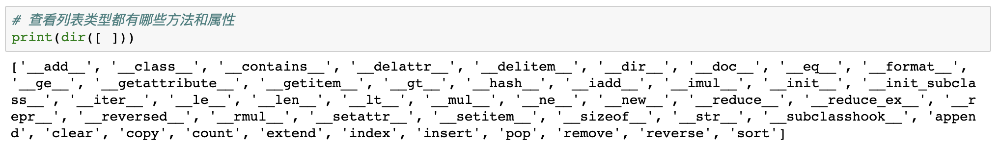 # 查看列表类型都有哪些方法和属性
print(dir([ ]))
['__add__', '__class__', '__contains__', '__delattr__', '__delitem__', '__dir__', '__doc__', '__eq__', '__format__',
'__ge__', '__getattribute__', '__getitem__', '__gt__', '__hash__', '__iadd__', '__imul__', '__init__', '__init_subcla
ss__', '__iter__', '__le__', '__len__', '__lt__', '__mul__', '__ne__', '__new__', '__reduce__', '__reduce_ex__', '__r
epr__', '__reversed__', '__rmul__', '__setattr__', '__setitem__', '__sizeof__', '__str__', '__subclasshook__', 'appen
d', 'clear', 'copy', 'count', 'extend', 'index', 'insert', 'pop', 'remove', 'reverse', 'sort']